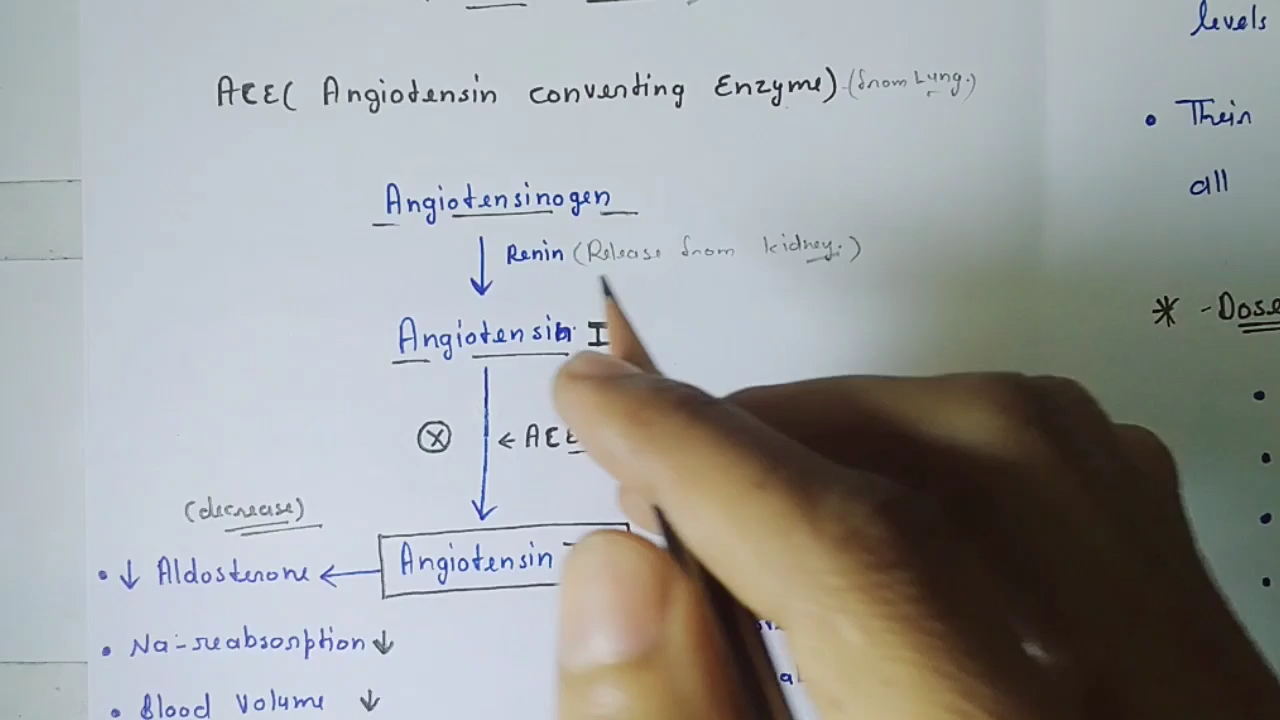 ACE( Angiotensin converting Enzyme) (from Lung.)
Angiotensinogen
Renin (Release from kidney.)
Angiotensin I
← ACE
(decrease)
Angiotensin
• ↓ Aldosterone ←
• Na-reabsorption ↓
• Blood volume ↓
levels
• Their
all
* - Dose